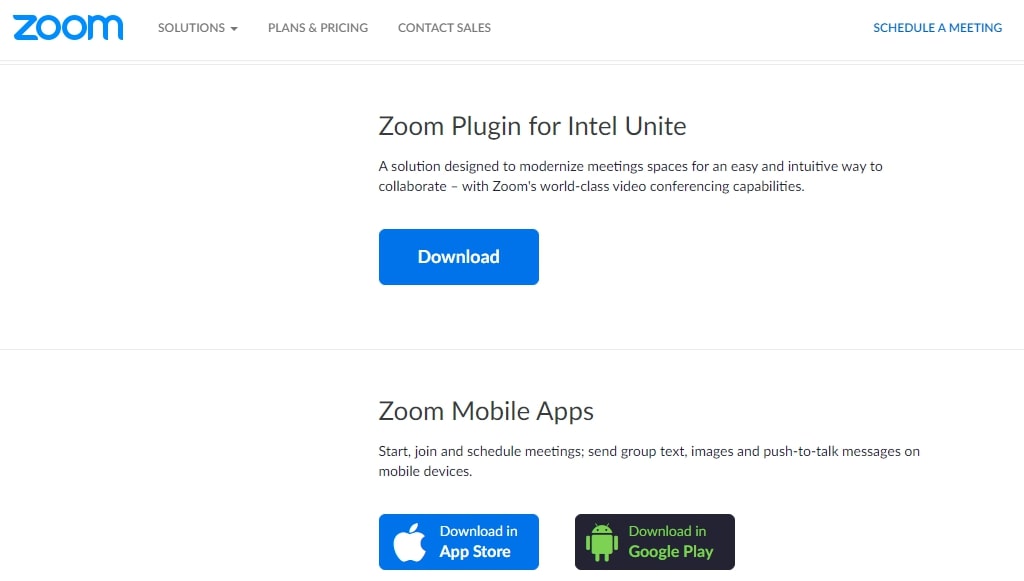 zoom SOLUTIONS PLANS & PRICING CONTACT SALES SCHEDULE A MEETING
Zoom Plugin for Intel Unite
A solution designed to modernize meetings spaces for an easy and intuitive way to
collaborate – with Zoom's world-class video conferencing capabilities.
Download
Zoom Mobile Apps
Start, join and schedule meetings; send group text, images and push-to-talk messages on
mobile devices.
Download in
App Store
Download in
Google Play